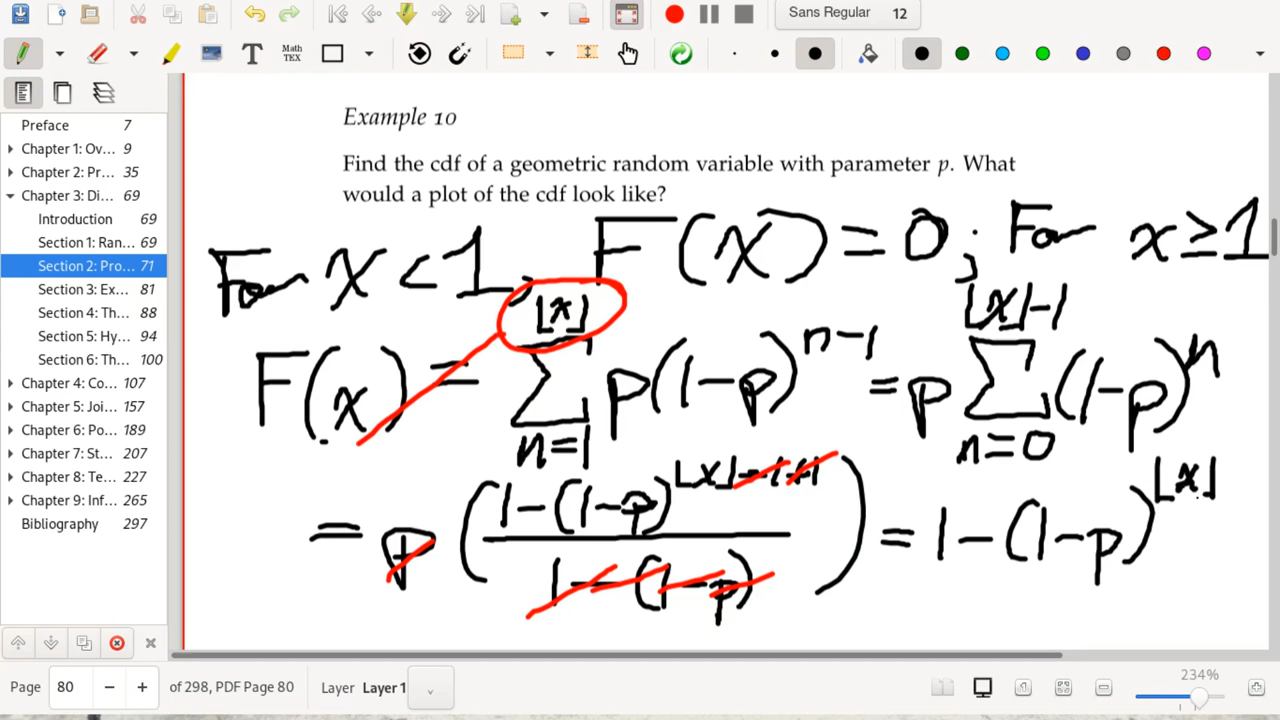 Sans Regular 12
T Math TEX
Preface 7
Chapter 1: Ov... 9
Chapter 2: Pr... 35
Chapter 3: Di... 69
Introduction 69
Section 1: Ran... 69
Section 2: Pro... 71
Section 3: Ex... 81
Section 4: Th... 88
Section 5: Hy... 94
Section 6: Th... 100
Chapter 4: Co... 107
Chapter 5: Joi... 157
Chapter 6: Po... 189
Chapter 7: St... 207
Chapter 8: Te... 227
Chapter 9: Inf... 265
Bibliography 297
Example 10
Find the cdf of a geometric random variable with parameter p. What
would a plot of the cdf look like?
For x < 1, F(x) = 0. For x ≥ 1,
F(x) = ∑_{n=1}^{⌊x⌋} p(1-p)^{n-1} = p ∑_{n=0}^{⌊x⌋-1} (1-p)^n
= p ( (1-(1-p)^{⌊x⌋-1+1}) / (1-(1-p)) ) = 1-(1-p)^{⌊x⌋}
Page 80 − + of 298, PDF Page 80 Layer Layer 1 234%